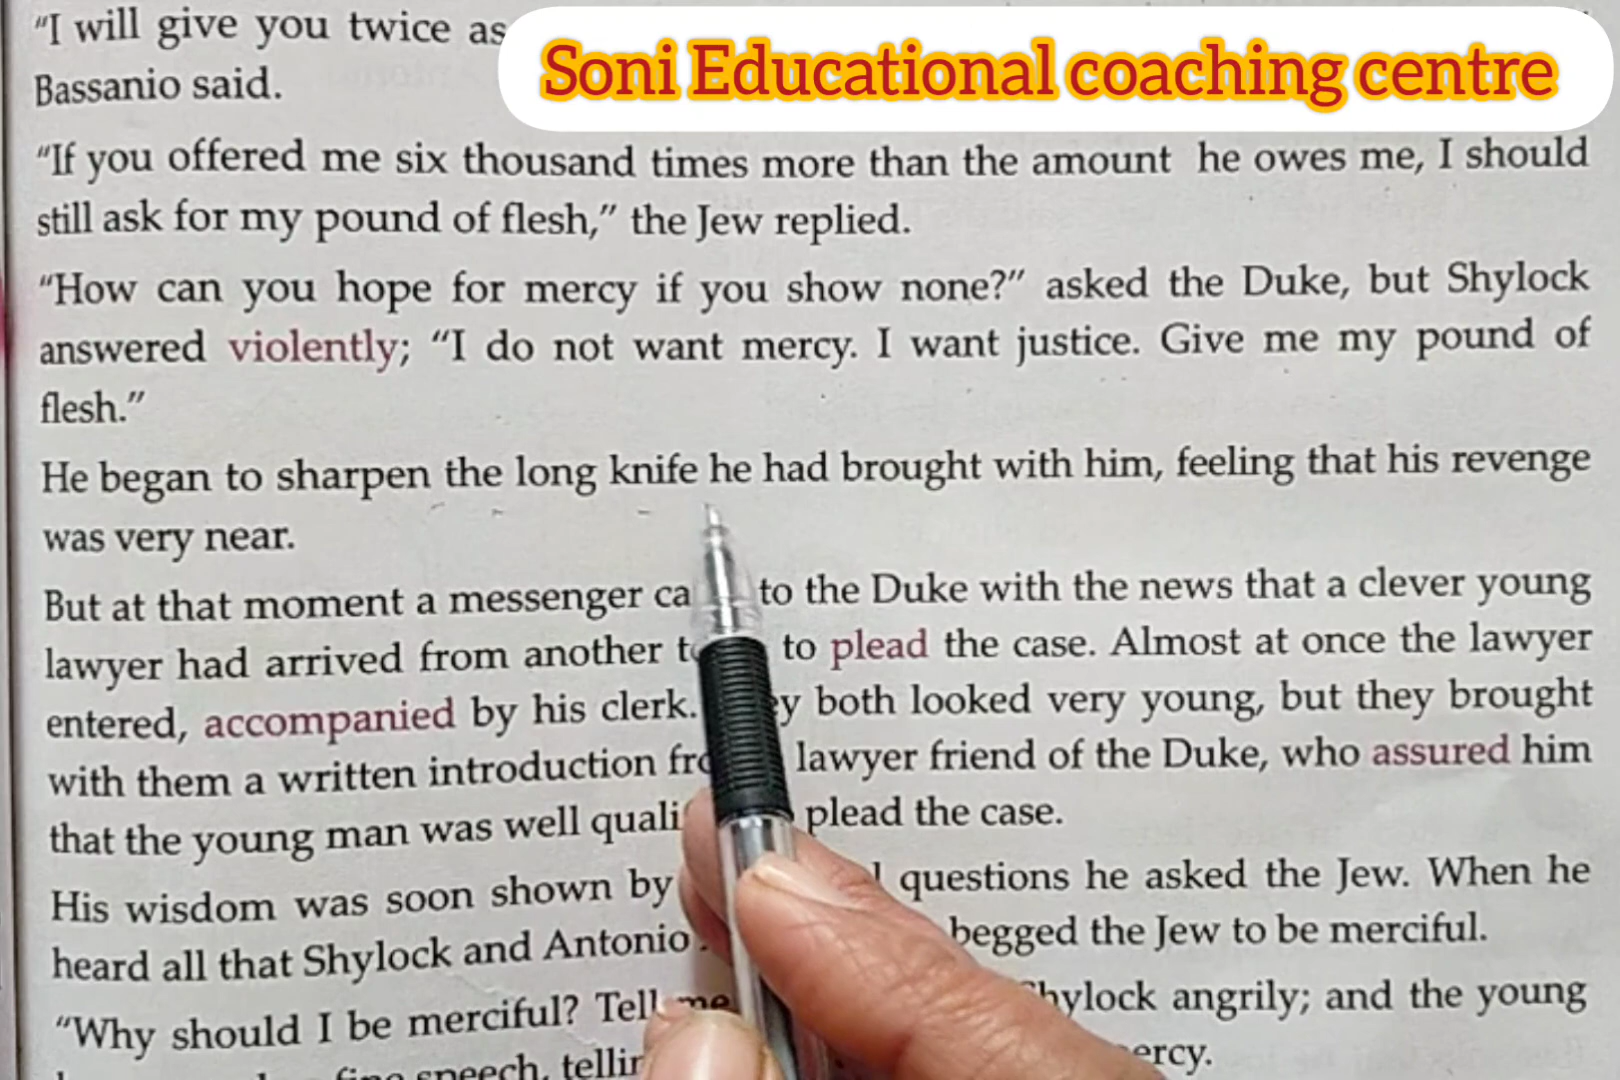 "I will give you twice as
Soni Educational coaching centre
Bassanio said.
"If you offered me six thousand times more than the amount he owes me, I should
still ask for my pound of flesh," the Jew replied.
"How can you hope for mercy if you show none?" asked the Duke, but Shylock
answered violently; "I do not want mercy. I want justice. Give me my pound of
flesh."
He began to sharpen the long knife he had brought with him, feeling that his revenge
was very near.
But at that moment a messenger to the Duke with the news that a clever young
lawyer had arrived from another to plead the case. Almost at once the lawyer
entered, accompanied by his clerk. both looked very young, but they brought
with them a written introduction lawyer friend of the Duke, who assured him
that the young man was well plead the case.
His wisdom was soon shown by questions he asked the Jew. When he
heard all that Shylock and Antonio begged the Jew to be merciful.
"Why should I be merciful? Tell me Shylock angrily; and the young
fine speech, mercy.